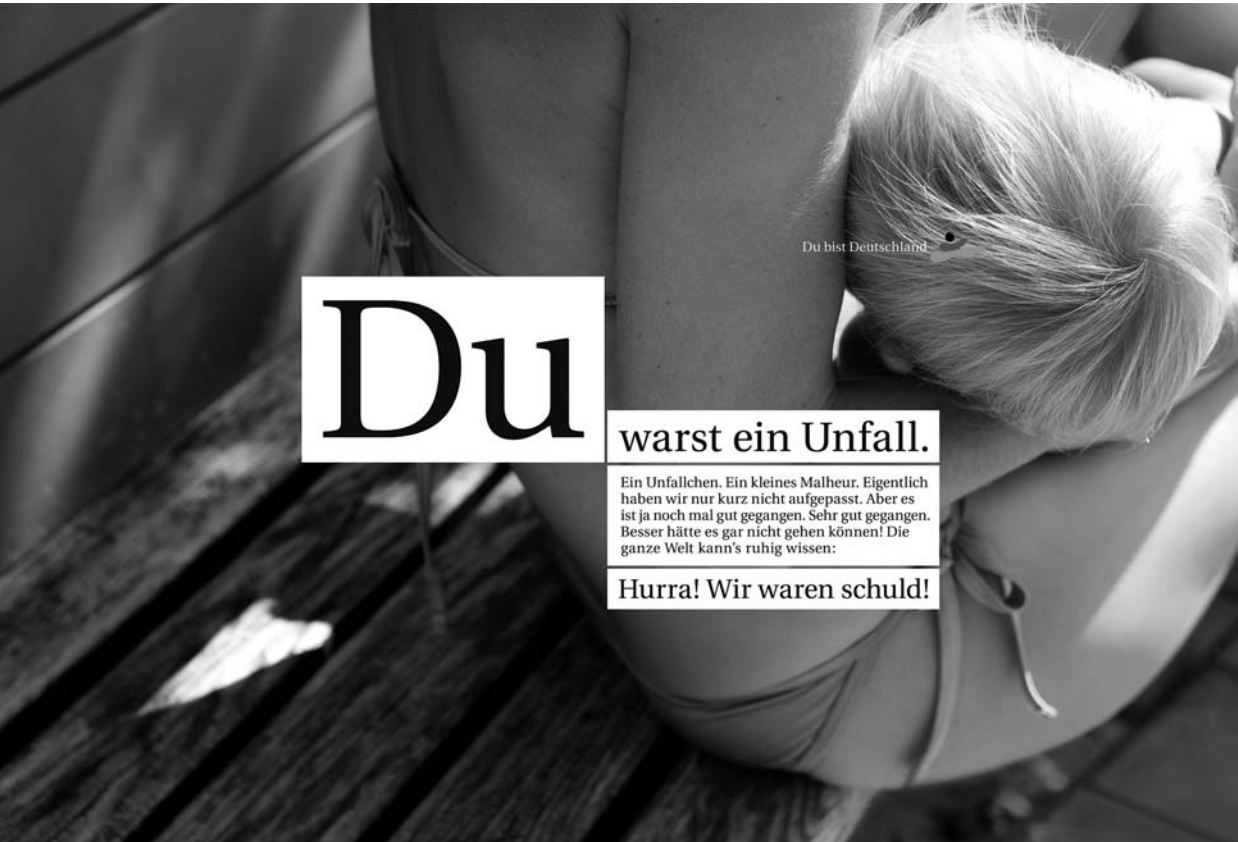 Du bist Deutschland
Du
warst ein Unfall.
Ein Unfallchen. Ein kleines Malheur. Eigentlich
haben wir nur kurz nicht aufgepasst. Aber es
ist ja noch mal gut gegangen. Sehr gut gegangen.
Besser hätte es gar nicht gehen können! Die
ganze Welt kann's ruhig wissen:
Hurra! Wir waren schuld!